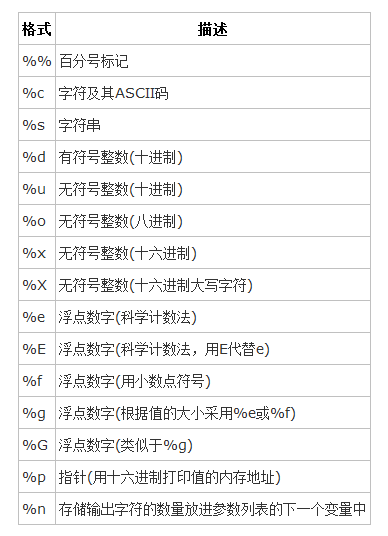 格式 描述
%% 百分号标记
%c 字符及其ASCII码
%s 字符串
%d 有符号整数(十进制)
%u 无符号整数(十进制)
%o 无符号整数(八进制)
%x 无符号整数(十六进制)
%X 无符号整数(十六进制大写字符)
%e 浮点数字(科学计数法)
%E 浮点数字(科学计数法，用E代替e)
%f 浮点数字(用小数点符号)
%g 浮点数字(根据值的大小采用%e或%f)
%G 浮点数字(类似于%g)
%p 指针(用十六进制打印值的内存地址)
%n 存储输出字符的数量放进参数列表的下一个变量中